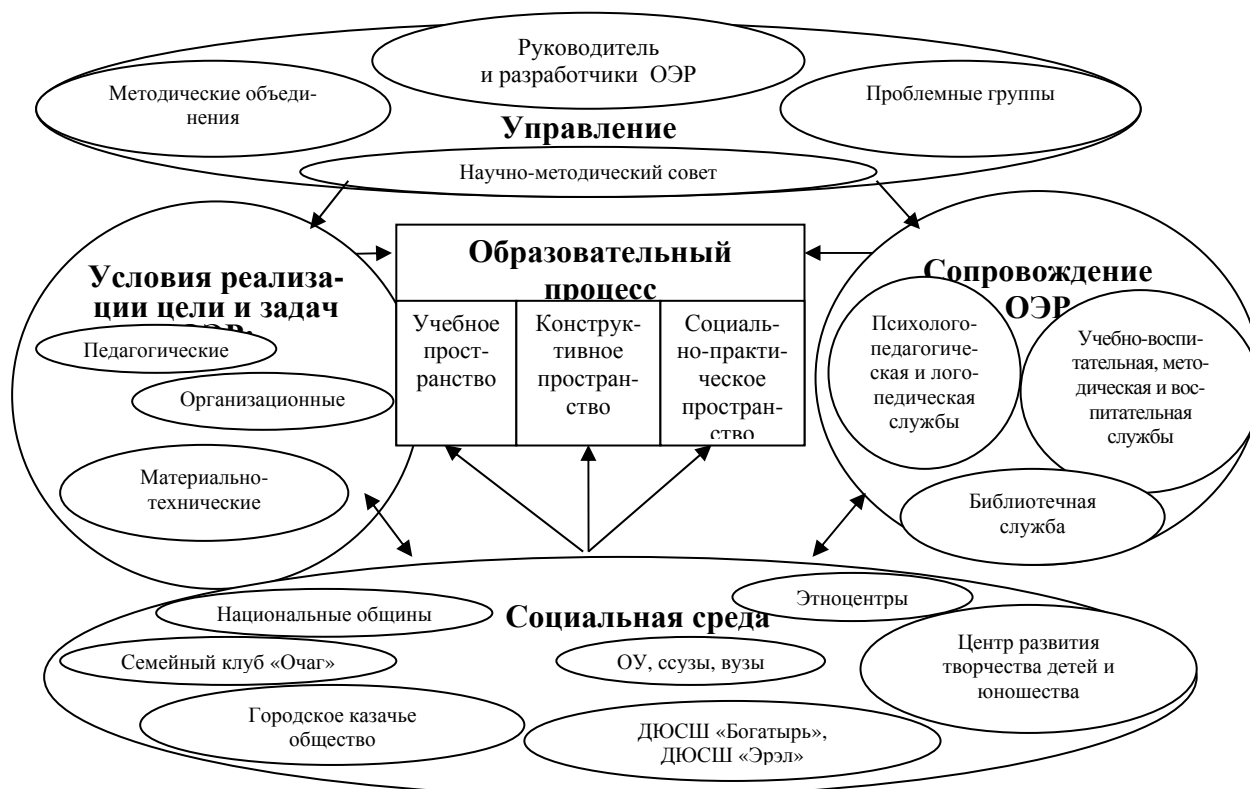 Руководитель
и разработчики ОЭР
Методические объеди-
нения
Проблемные группы
Управление
Научно-методический совет
Условия реализа-
ции цели и задач
ОЭР:
Педагогические
Организационные
Материально-
технические
Образовательный
процесс
Учебное
прост-
ранство
Конструк-
тивное
простран-
ство
Социаль-
но-практи-
ческое
простран-
ство
Сопровождение
ОЭР
Психолого-
педагогиче-
ская и лого-
педическая
службы
Учебно-воспи-
тательная, мето-
дическая и вос-
питательная
службы
Библиотечная
служба
Национальные общины
Социальная среда
Этноцентры
Семейный клуб «Очаг»
ОУ, ссузы, вузы
Центр развития
творчества детей и
юношества
Городское казачье
общество
ДЮСШ «Богатырь»,
ДЮСШ «Эрэл»